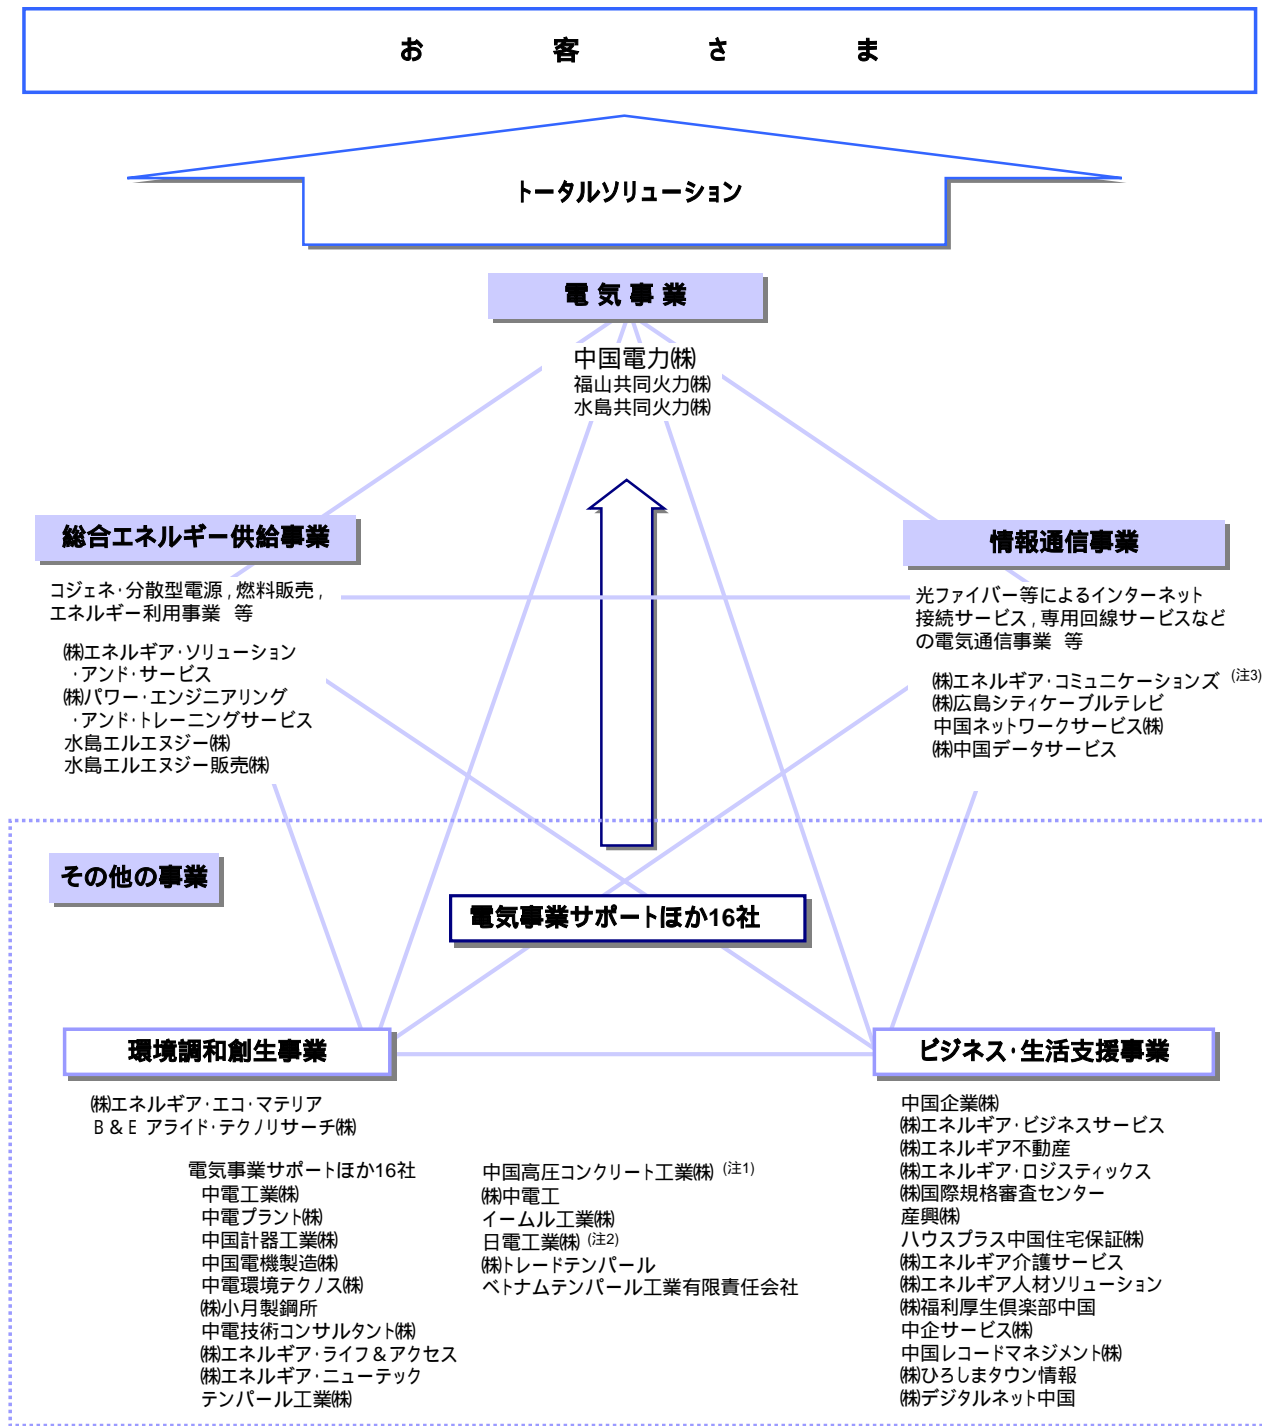 お客さま
トータルソリューション
電気事業
中国電力㈱
福山共同火力㈱
水島共同火力㈱
総合エネルギー供給事業
コジェネ・分散型電源，燃料販売，
エネルギー利用事業　等
㈱エネルギア・ソリューション
・アンド・サービス
㈱パワー・エンジニアリング
・アンド・トレーニングサービス
水島エルエヌジー㈱
水島エルエヌジー販売㈱
情報通信事業
光ファイバー等によるインターネット
接続サービス，専用回線サービスなど
の電気通信事業　等
㈱エネルギア・コミュニケーションズ (注3)
㈱広島シティケーブルテレビ
中国ネットワークサービス㈱
㈱中国データサービス
その他の事業
電気事業サポートほか16社
環境調和創生事業
㈱エネルギア・エコ・マテリア
Ｂ＆Ｅ アライド・テクノリサーチ㈱
電気事業サポートほか16社
中電工業㈱
中電プラント㈱
中国計器工業㈱
中国電機製造㈱
中電環境テクノス㈱
㈱小月製鋼所
中電技術コンサルタント㈱
㈱エネルギア・ライフ＆アクセス
㈱エネルギア・ニューテック
テンパール工業㈱
中国高圧コンクリート工業㈱ (注1)
㈱中電工
イームル工業㈱
日電工業㈱ (注2)
㈱トレードテンパール
ベトナムテンパール工業有限責任会社
ビジネス・生活支援事業
中国企業㈱
㈱エネルギア・ビジネスサービス
㈱エネルギア不動産
㈱エネルギア・ロジスティックス
㈱国際規格審査センター
産興㈱
ハウスプラス中国住宅保証㈱
㈱エネルギア介護サービス
㈱エネルギア人材ソリューション
㈱福利厚生倶楽部中国
中企サービス㈱
中国レコードマネジメント㈱
㈱ひろしまタウン情報
㈱デジタルネット中国